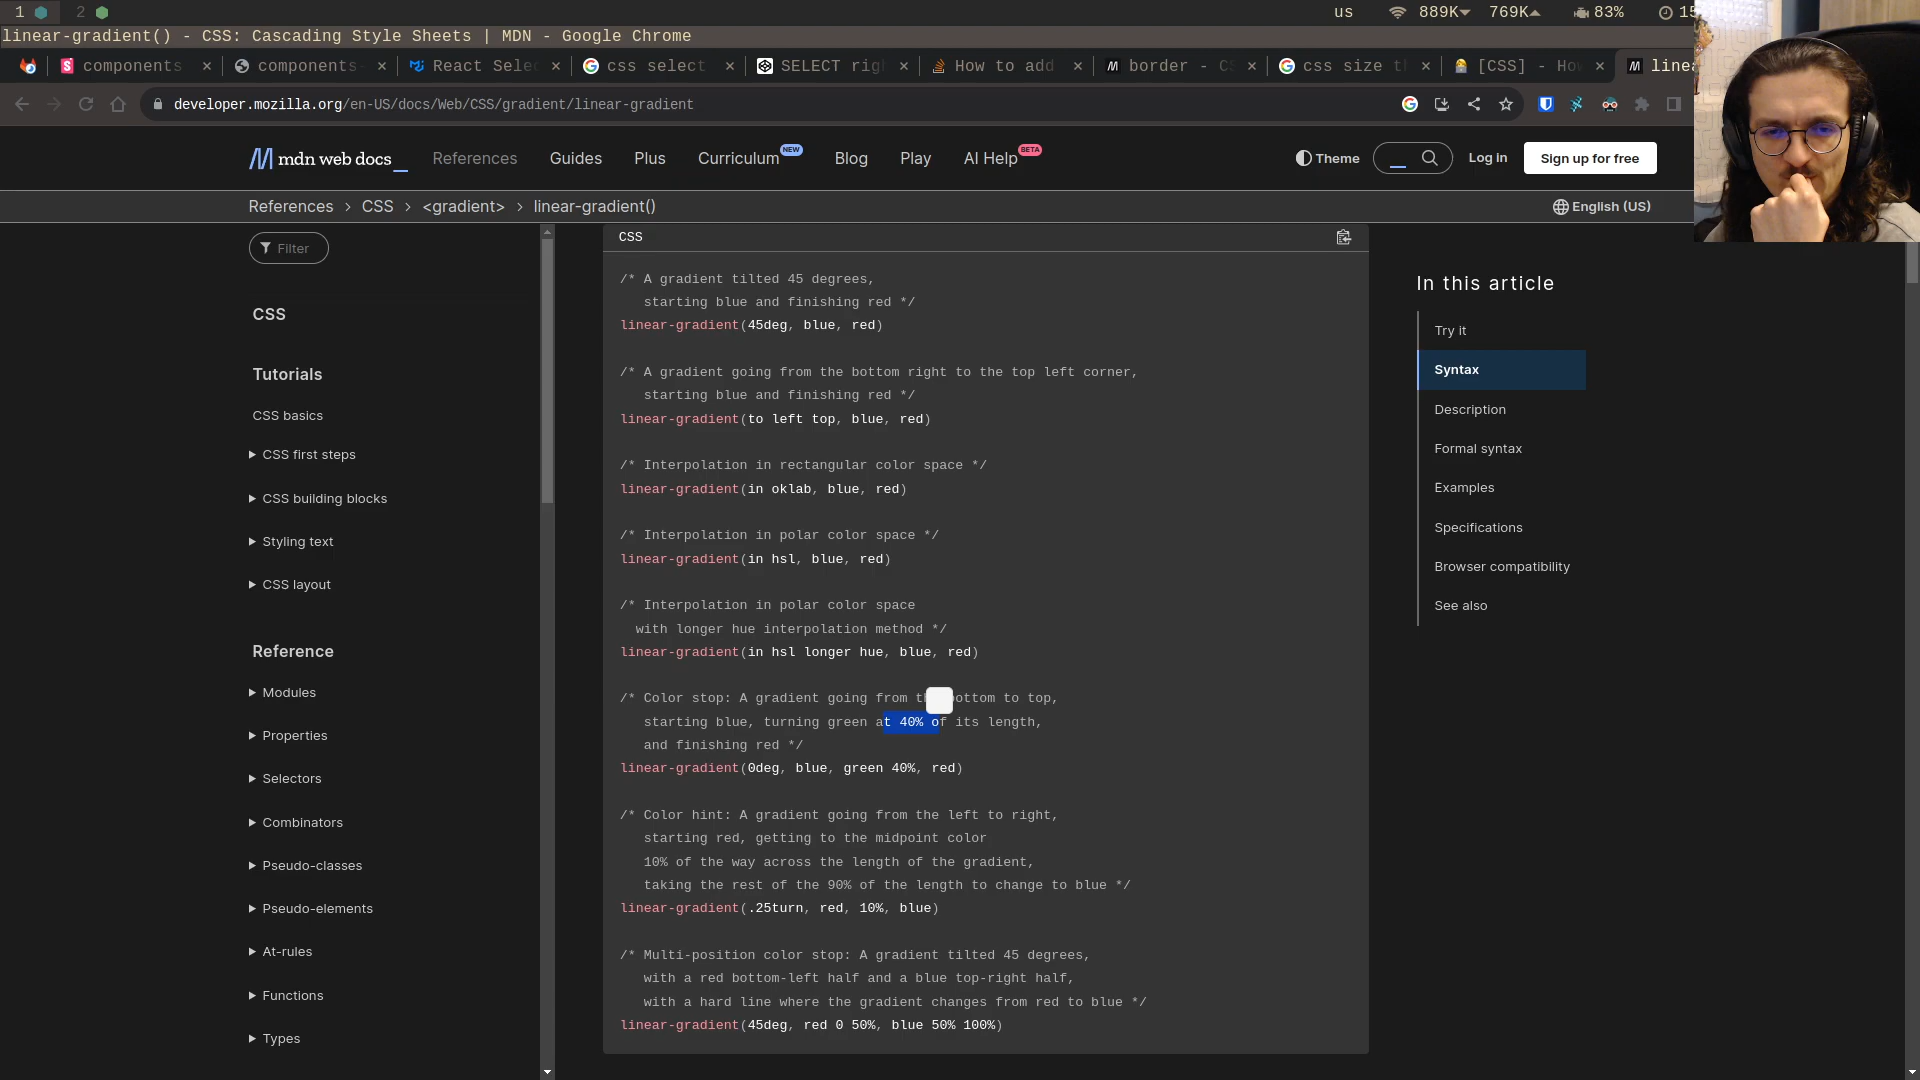 1 2 us 889K 769K 83% 15
linear-gradient() - CSS: Cascading Style Sheets | MDN - Google Chrome
components × components- × React Sele × css select × SELECT rig × How to add × border - CS × css size t × [CSS] - Ho × linea
developer.mozilla.org/en-US/docs/Web/CSS/gradient/linear-gradient
mdn web docs_ References Guides Plus Curriculum NEW Blog Play AI Help BETA Theme Log in Sign up for free
References > CSS > <gradient> > linear-gradient() English (US)
Filter
CSS
Tutorials
CSS basics
CSS first steps
CSS building blocks
Styling text
CSS layout
Reference
Modules
Properties
Selectors
Combinators
Pseudo-classes
Pseudo-elements
At-rules
Functions
Types
CSS
/* A gradient tilted 45 degrees,
starting blue and finishing red */
linear-gradient(45deg, blue, red)
/* A gradient going from the bottom right to the top left corner,
starting blue and finishing red */
linear-gradient(to left top, blue, red)
/* Interpolation in rectangular color space */
linear-gradient(in oklab, blue, red)
/* Interpolation in polar color space */
linear-gradient(in hsl, blue, red)
/* Interpolation in polar color space
with longer hue interpolation method */
linear-gradient(in hsl longer hue, blue, red)
/* Color stop: A gradient going from t ottom to top,
starting blue, turning green at 40% of its length,
and finishing red */
linear-gradient(0deg, blue, green 40%, red)
/* Color hint: A gradient going from the left to right,
starting red, getting to the midpoint color
10% of the way across the length of the gradient,
taking the rest of the 90% of the length to change to blue */
linear-gradient(.25turn, red, 10%, blue)
/* Multi-position color stop: A gradient tilted 45 degrees,
with a red bottom-left half and a blue top-right half,
with a hard line where the gradient changes from red to blue */
linear-gradient(45deg, red 0 50%, blue 50% 100%)
In this article
Try it
Syntax
Description
Formal syntax
Examples
Specifications
Browser compatibility
See also